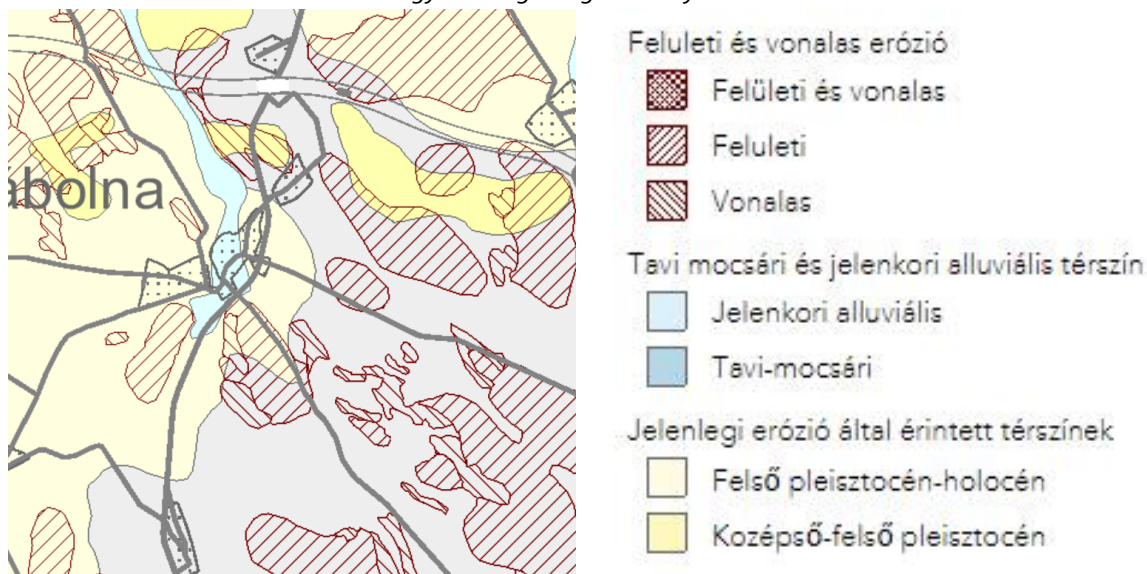 abolna
Feluleti és vonalas erózió
Felületi és vonalas
Feluleti
Vonalas
Tavi mocsári és jelenkori alluviális térszín
Jelenkori alluviális
Tavi-mocsári
Jelenlegi erózió által érintett térszínek
Felső pleisztocén-holocén
Középső-felső pleisztocén